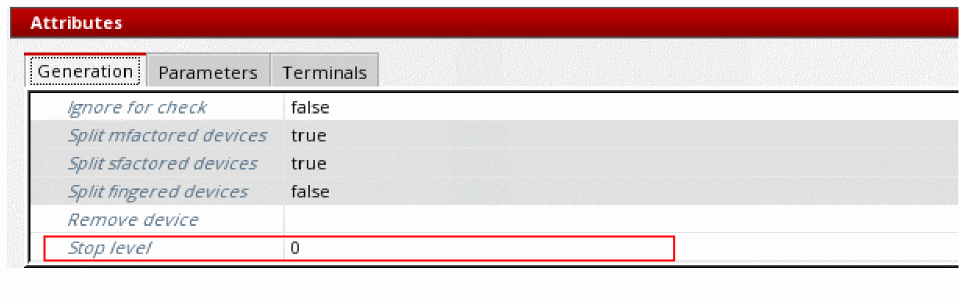 Attributes
Generation Parameters Terminals
Ignore for check false
Split mfactored devices true
Split sfactored devices true
Split fingered devices false
Remove device
Stop level 0